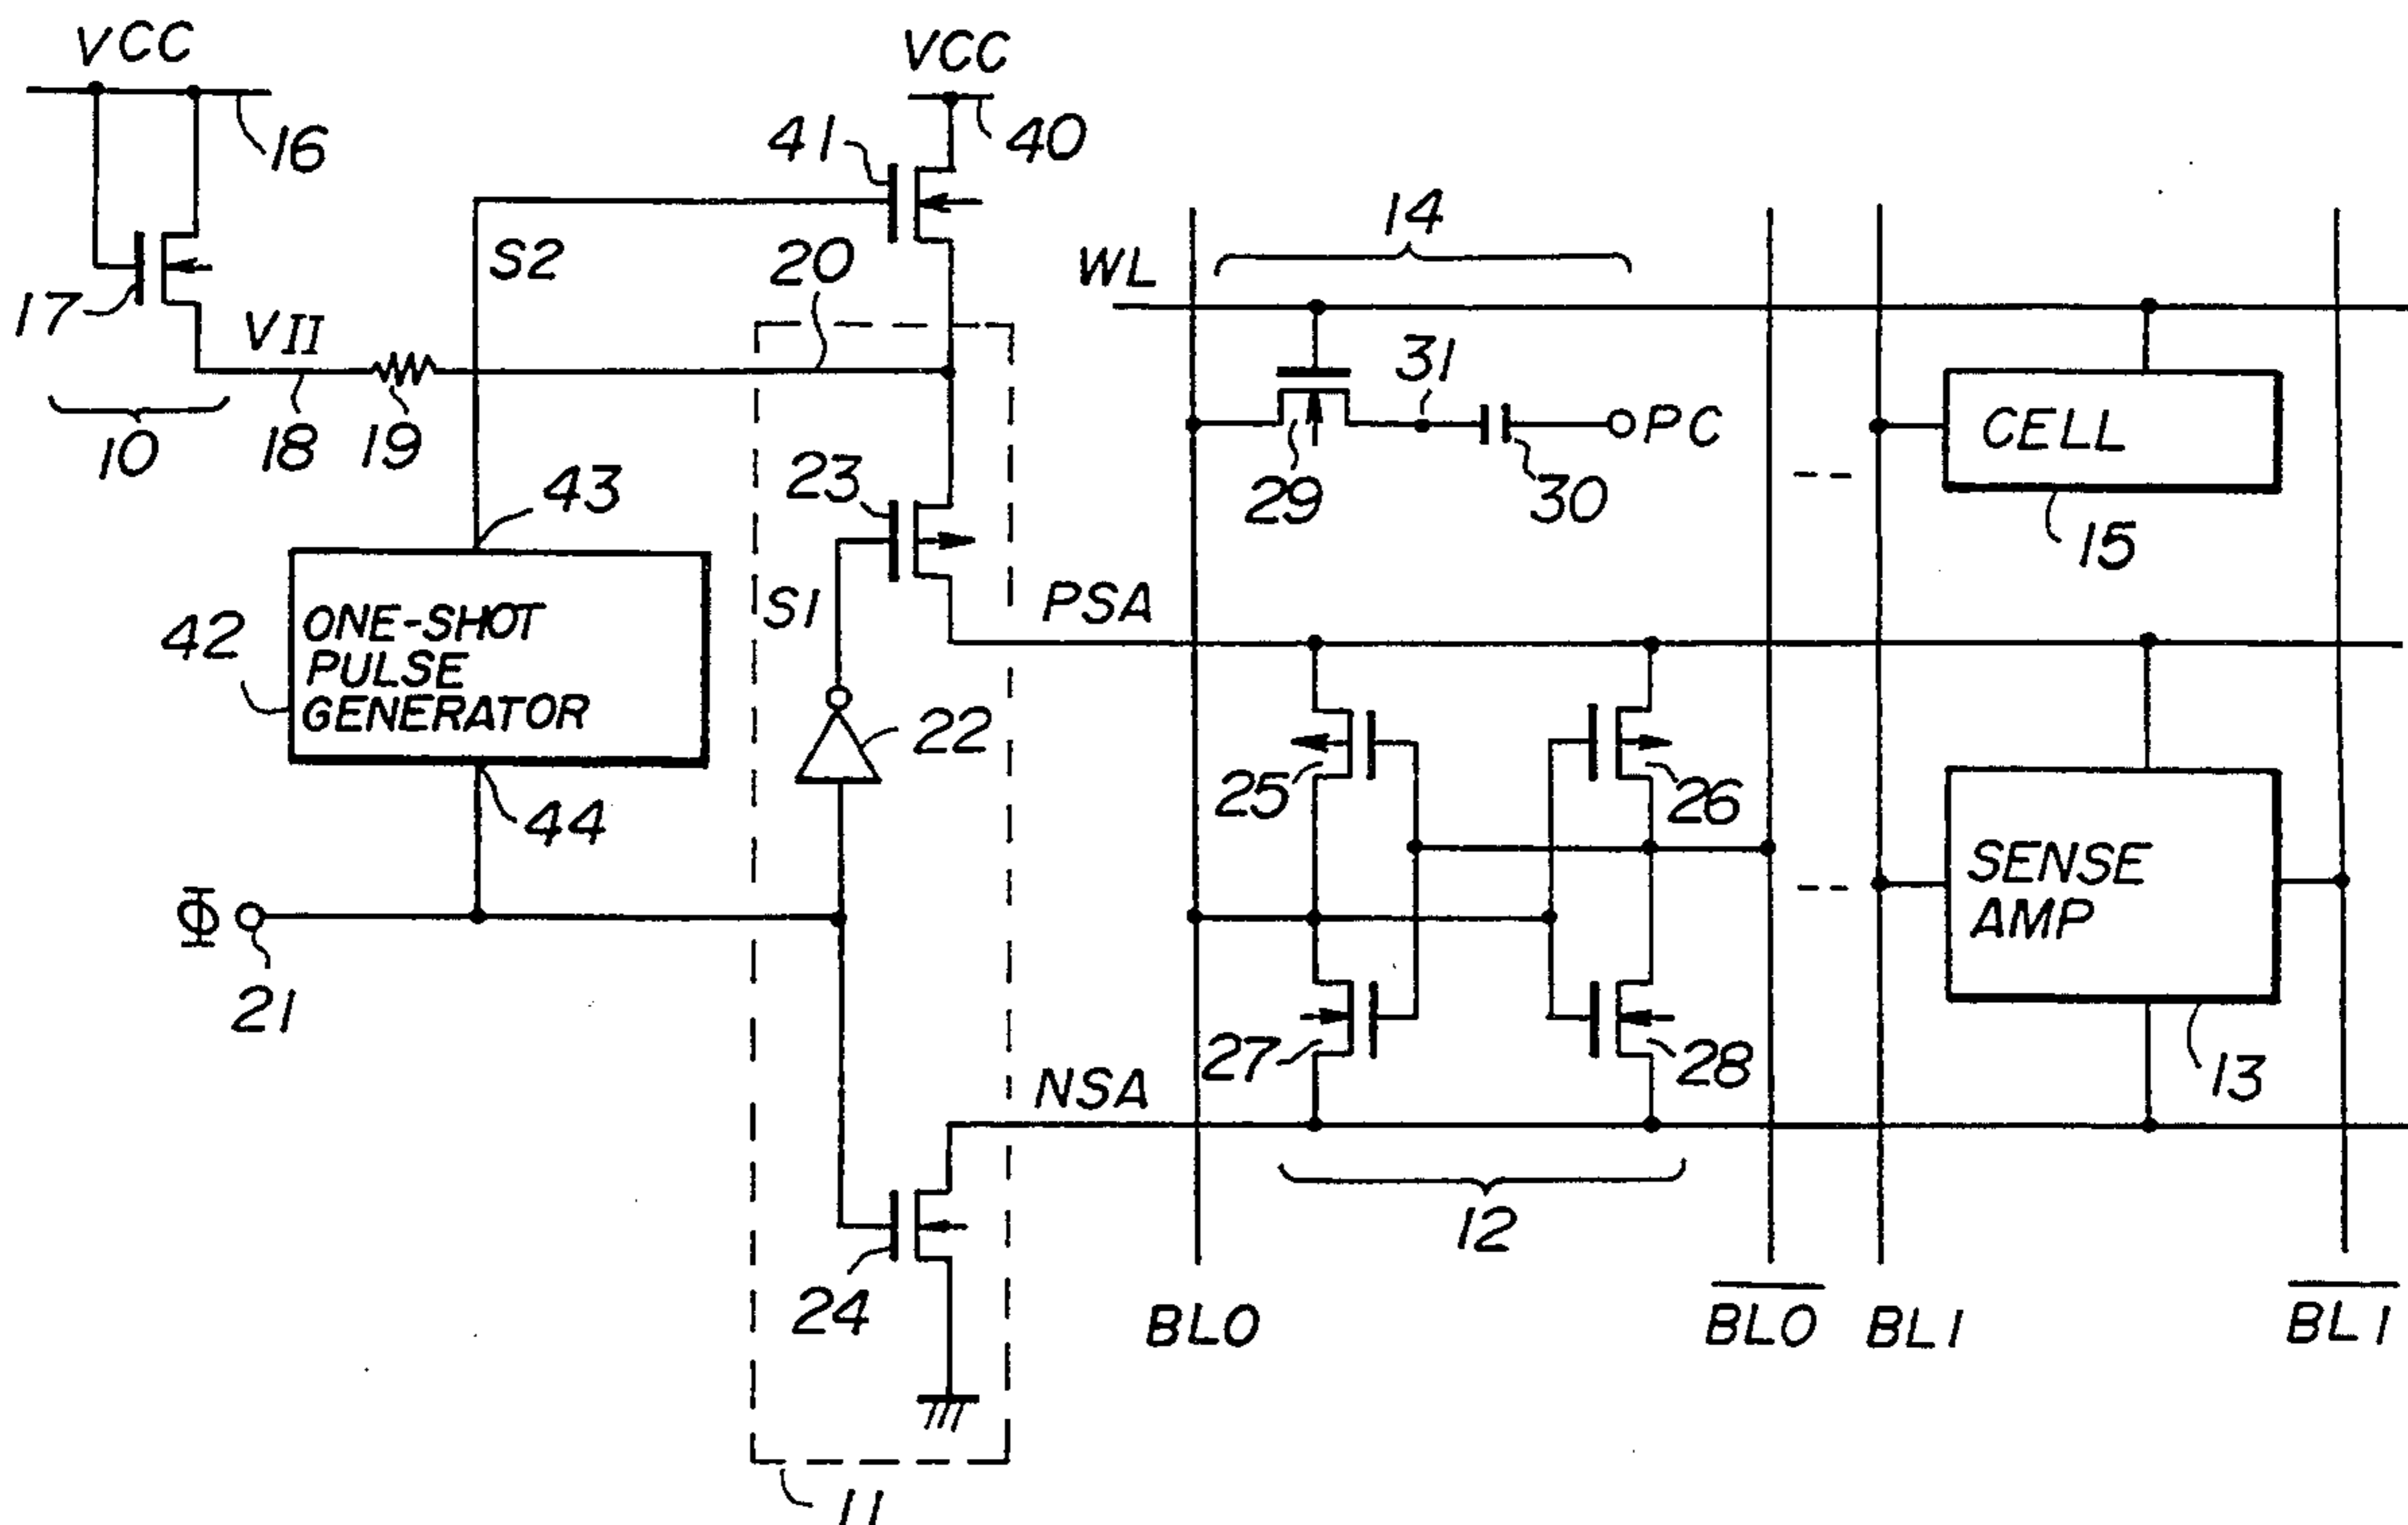 VCC
VCC
16
41
40
14
S2
20
WL
17
VII
31
10
18
19
PC
CELL
43
23
29
30
15
ONE-SHOT
PULSE
GENERATOR
42
S1
PSA
22
25
26
44
SENSE
AMP
Φ
21
27
28
13
NSA
12
24
BL0
BL0
BL1
BL1
11